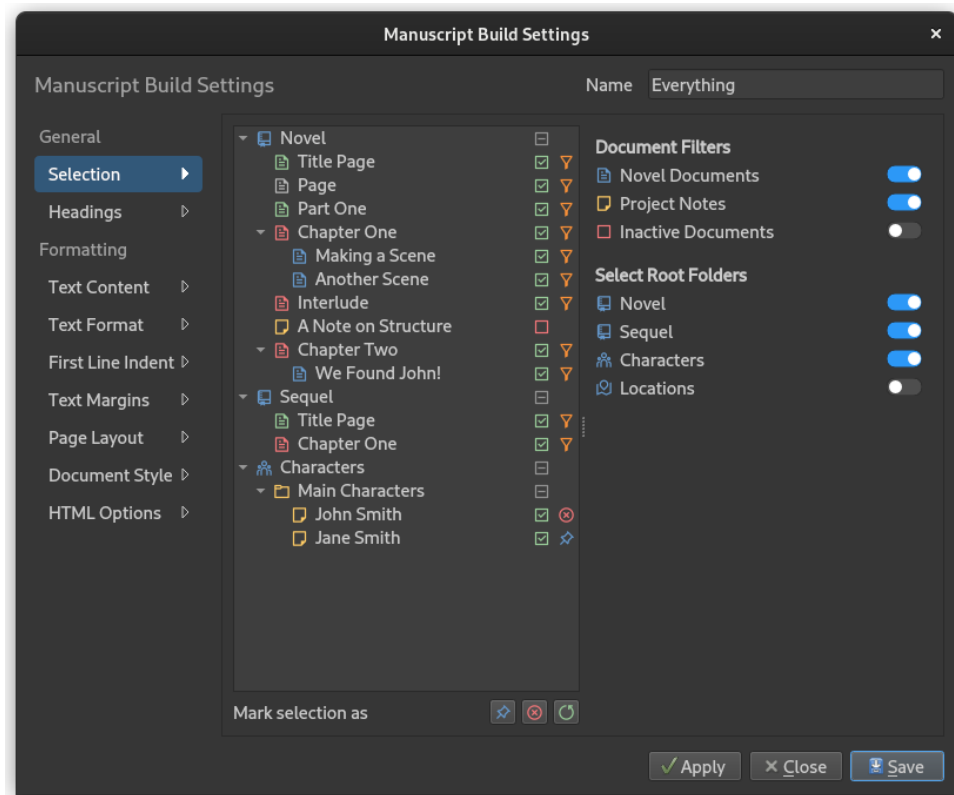 Manuscript Build Settings
Manuscript Build Settings
Name Everything
General
Selection
Headings
Formatting
Text Content
Text Format
First Line Indent
Text Margins
Page Layout
Document Style
HTML Options
Novel
Title Page
Page
Part One
Chapter One
Making a Scene
Another Scene
Interlude
A Note on Structure
Chapter Two
We Found John!
Sequel
Title Page
Chapter One
Characters
Main Characters
John Smith
Jane Smith
Mark selection as
Document Filters
Novel Documents
Project Notes
Inactive Documents
Select Root Folders
Novel
Sequel
Characters
Locations
Apply Close Save